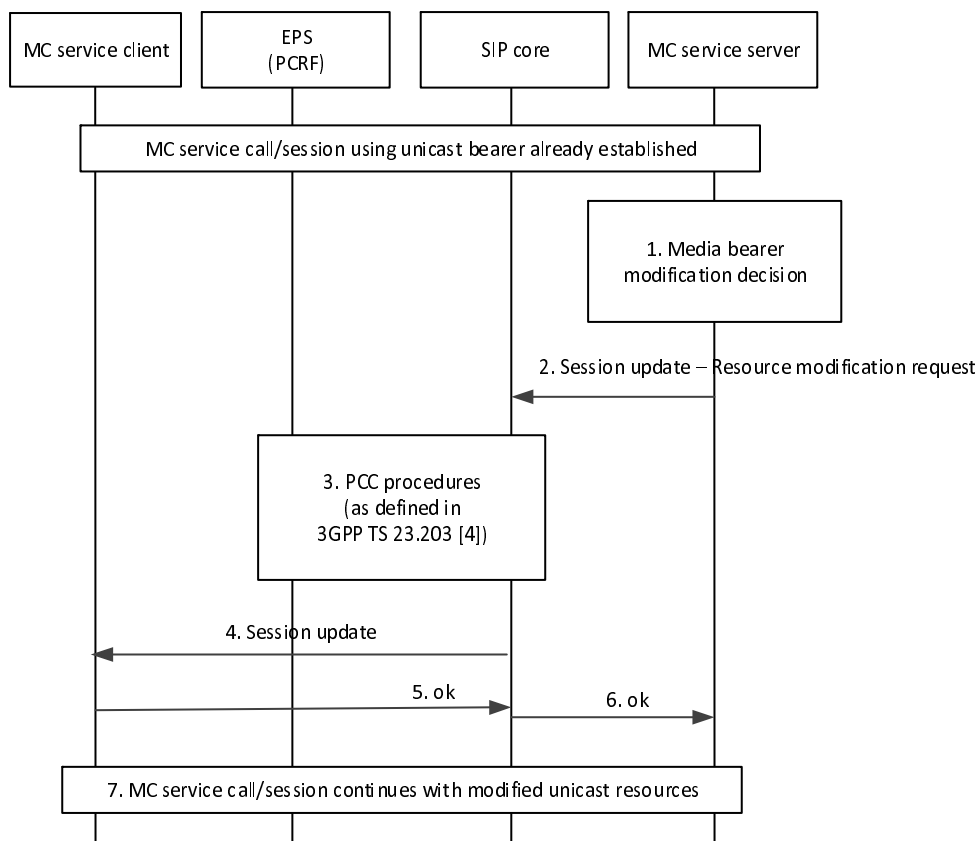 MC service client
EPS
(PCRF)
SIP core
MC service server
MC service call/session using unicast bearer already established
1. Media bearer
modification decision
2. Session update – Resource modification request
3. PCC procedures
(as defined in
3GPP TS 23.203 [4])
4. Session update
5. ok
6. ok
7. MC service call/session continues with modified unicast resources